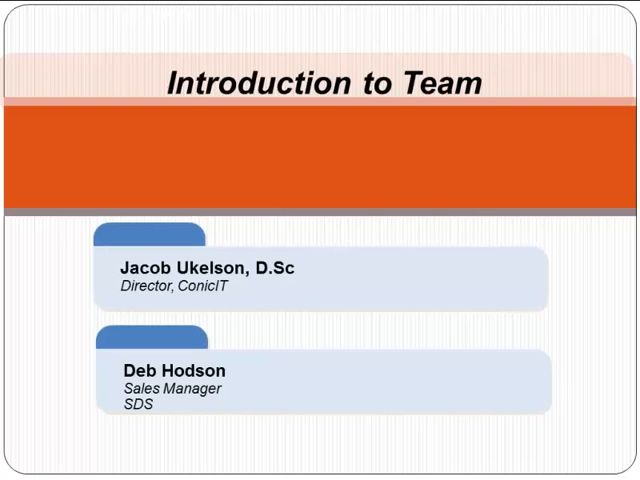 Introduction to Team
Jacob Ukelson, D.Sc
Director, ConicIT
Deb Hodson
Sales Manager
SDS